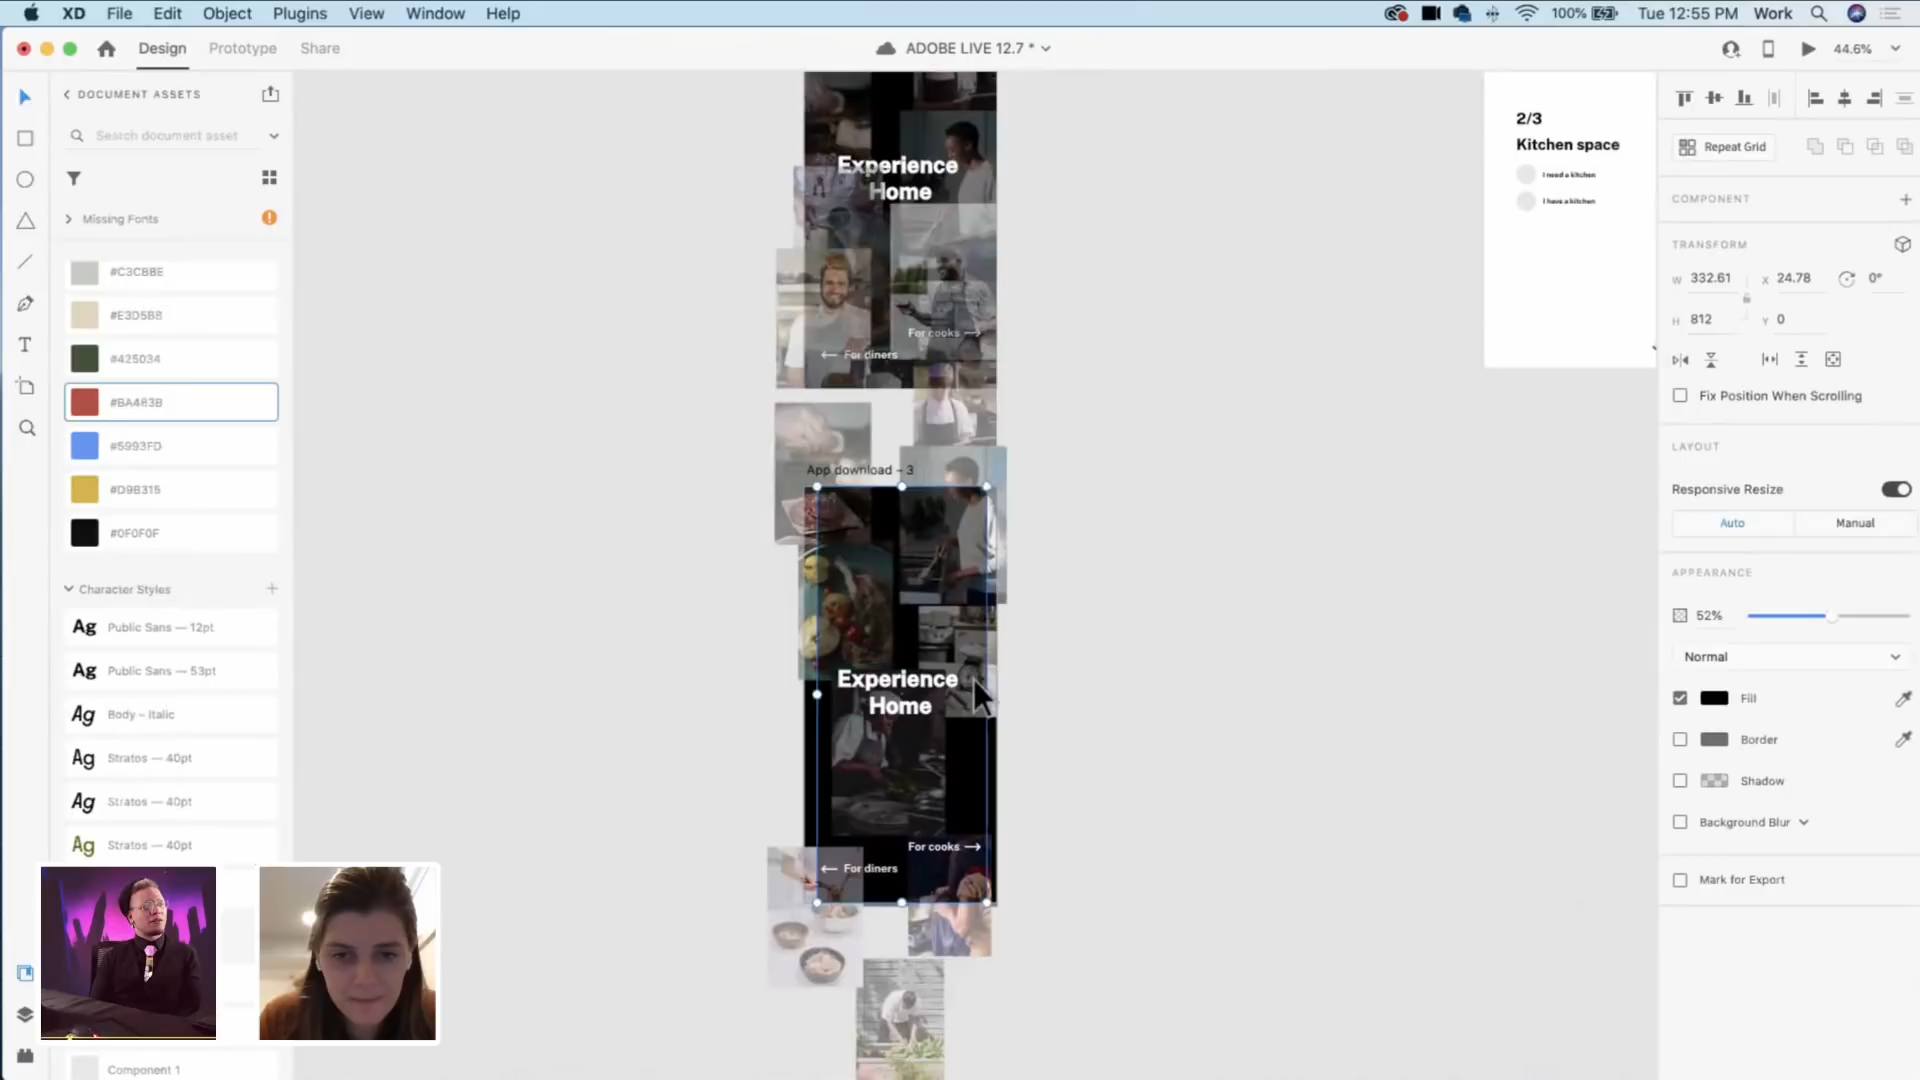 XD File Edit Object Plugins View Window Help
100% Tue 12:55 PM Work
Design Prototype Share
ADOBE LIVE 12.7 *
44.6%
DOCUMENT ASSETS
Search document asset
Missing Fonts
#C3CBBE
#E3D5B8
#425034
#BA483B
#5993FD
#D9B315
#0F0F0F
Character Styles
Ag Public Sans — 12pt
Ag Public Sans — 53pt
Ag Body – Italic
Ag Stratos — 40pt
Ag Stratos — 40pt
Ag Stratos — 40pt
Component 1
Experience
Home
For cooks
For diners
App download – 3
Experience
Home
For cooks
For diners
2/3
Kitchen space
I need a kitchen
I have a kitchen
Repeat Grid
COMPONENT
TRANSFORM
W 332.61 X 24.78 0°
H 812 Y 0
Fix Position When Scrolling
LAYOUT
Responsive Resize
Auto Manual
APPEARANCE
52%
Normal
Fill
Border
Shadow
Background Blur
Mark for Export